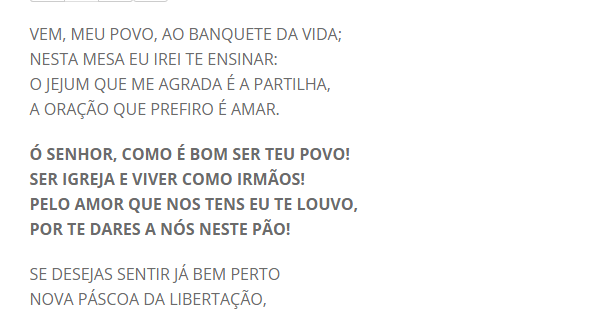 VEM, MEU POVO, AO BANQUETE DA VIDA;
NESTA MESA EU IREI TE ENSINAR:
O JEJUM QUE ME AGRADA É A PARTILHA,
A ORAÇÃO QUE PREFIRO É AMAR.
Ó SENHOR, COMO É BOM SER TEU POVO!
SER IGREJA E VIVER COMO IRMÃOS!
PELO AMOR QUE NOS TENS EU TE LOUVO,
POR TE DARES A NÓS NESTE PÃO!
SE DESEJAS SENTIR JÁ BEM PERTO
NOVA PÁSCOA DA LIBERTAÇÃO,